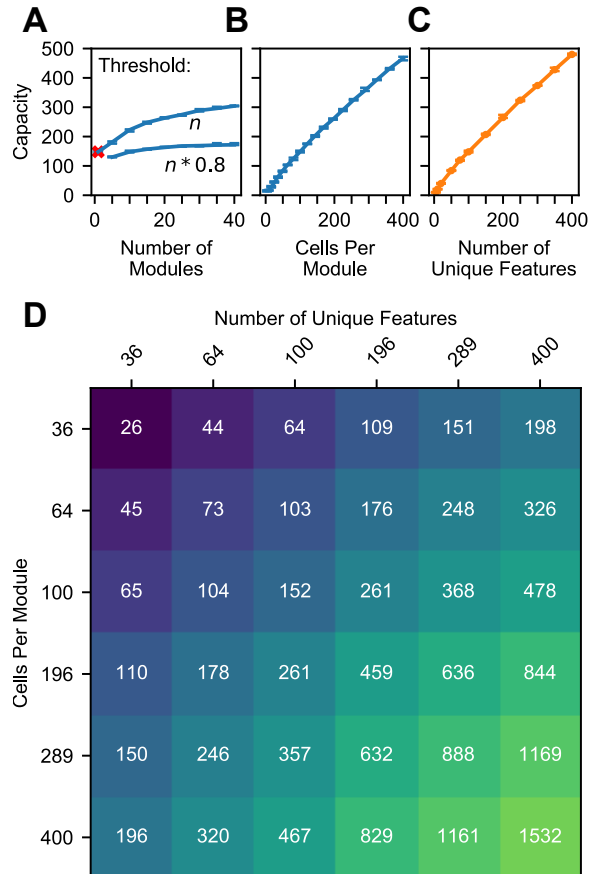 A
B
C
500
400
300
200
100
0
Capacity
Threshold:
n
n * 0.8
0 20 40
Number of
Modules
0 200 400
Cells Per
Module
0 200 400
Number of
Unique Features
D
Number of Unique Features
36 64 100 196 289 400
Cells Per Module
36 26 44 64 109 151 198
64 45 73 103 176 248 326
100 65 104 152 261 368 478
196 110 178 261 459 636 844
289 150 246 357 632 888 1169
400 196 320 467 829 1161 1532